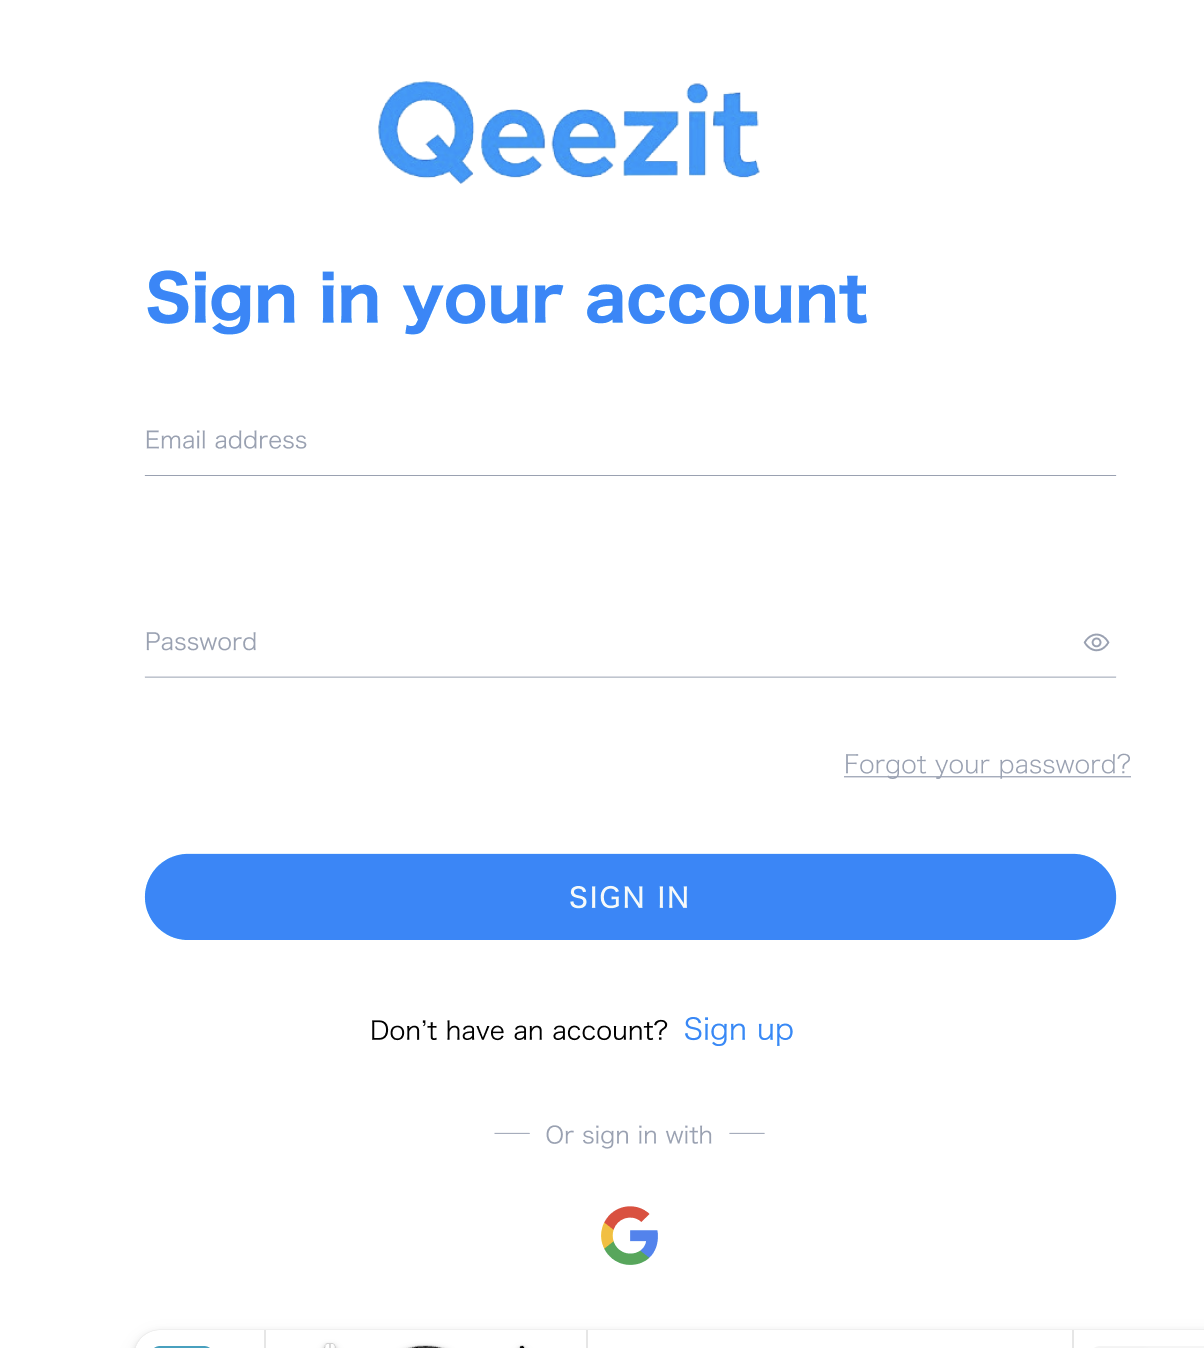 Qeezit
Sign in your account
Email address
Password
Forgot your password?
SIGN IN
Don’t have an account? Sign up
Or sign in with
G